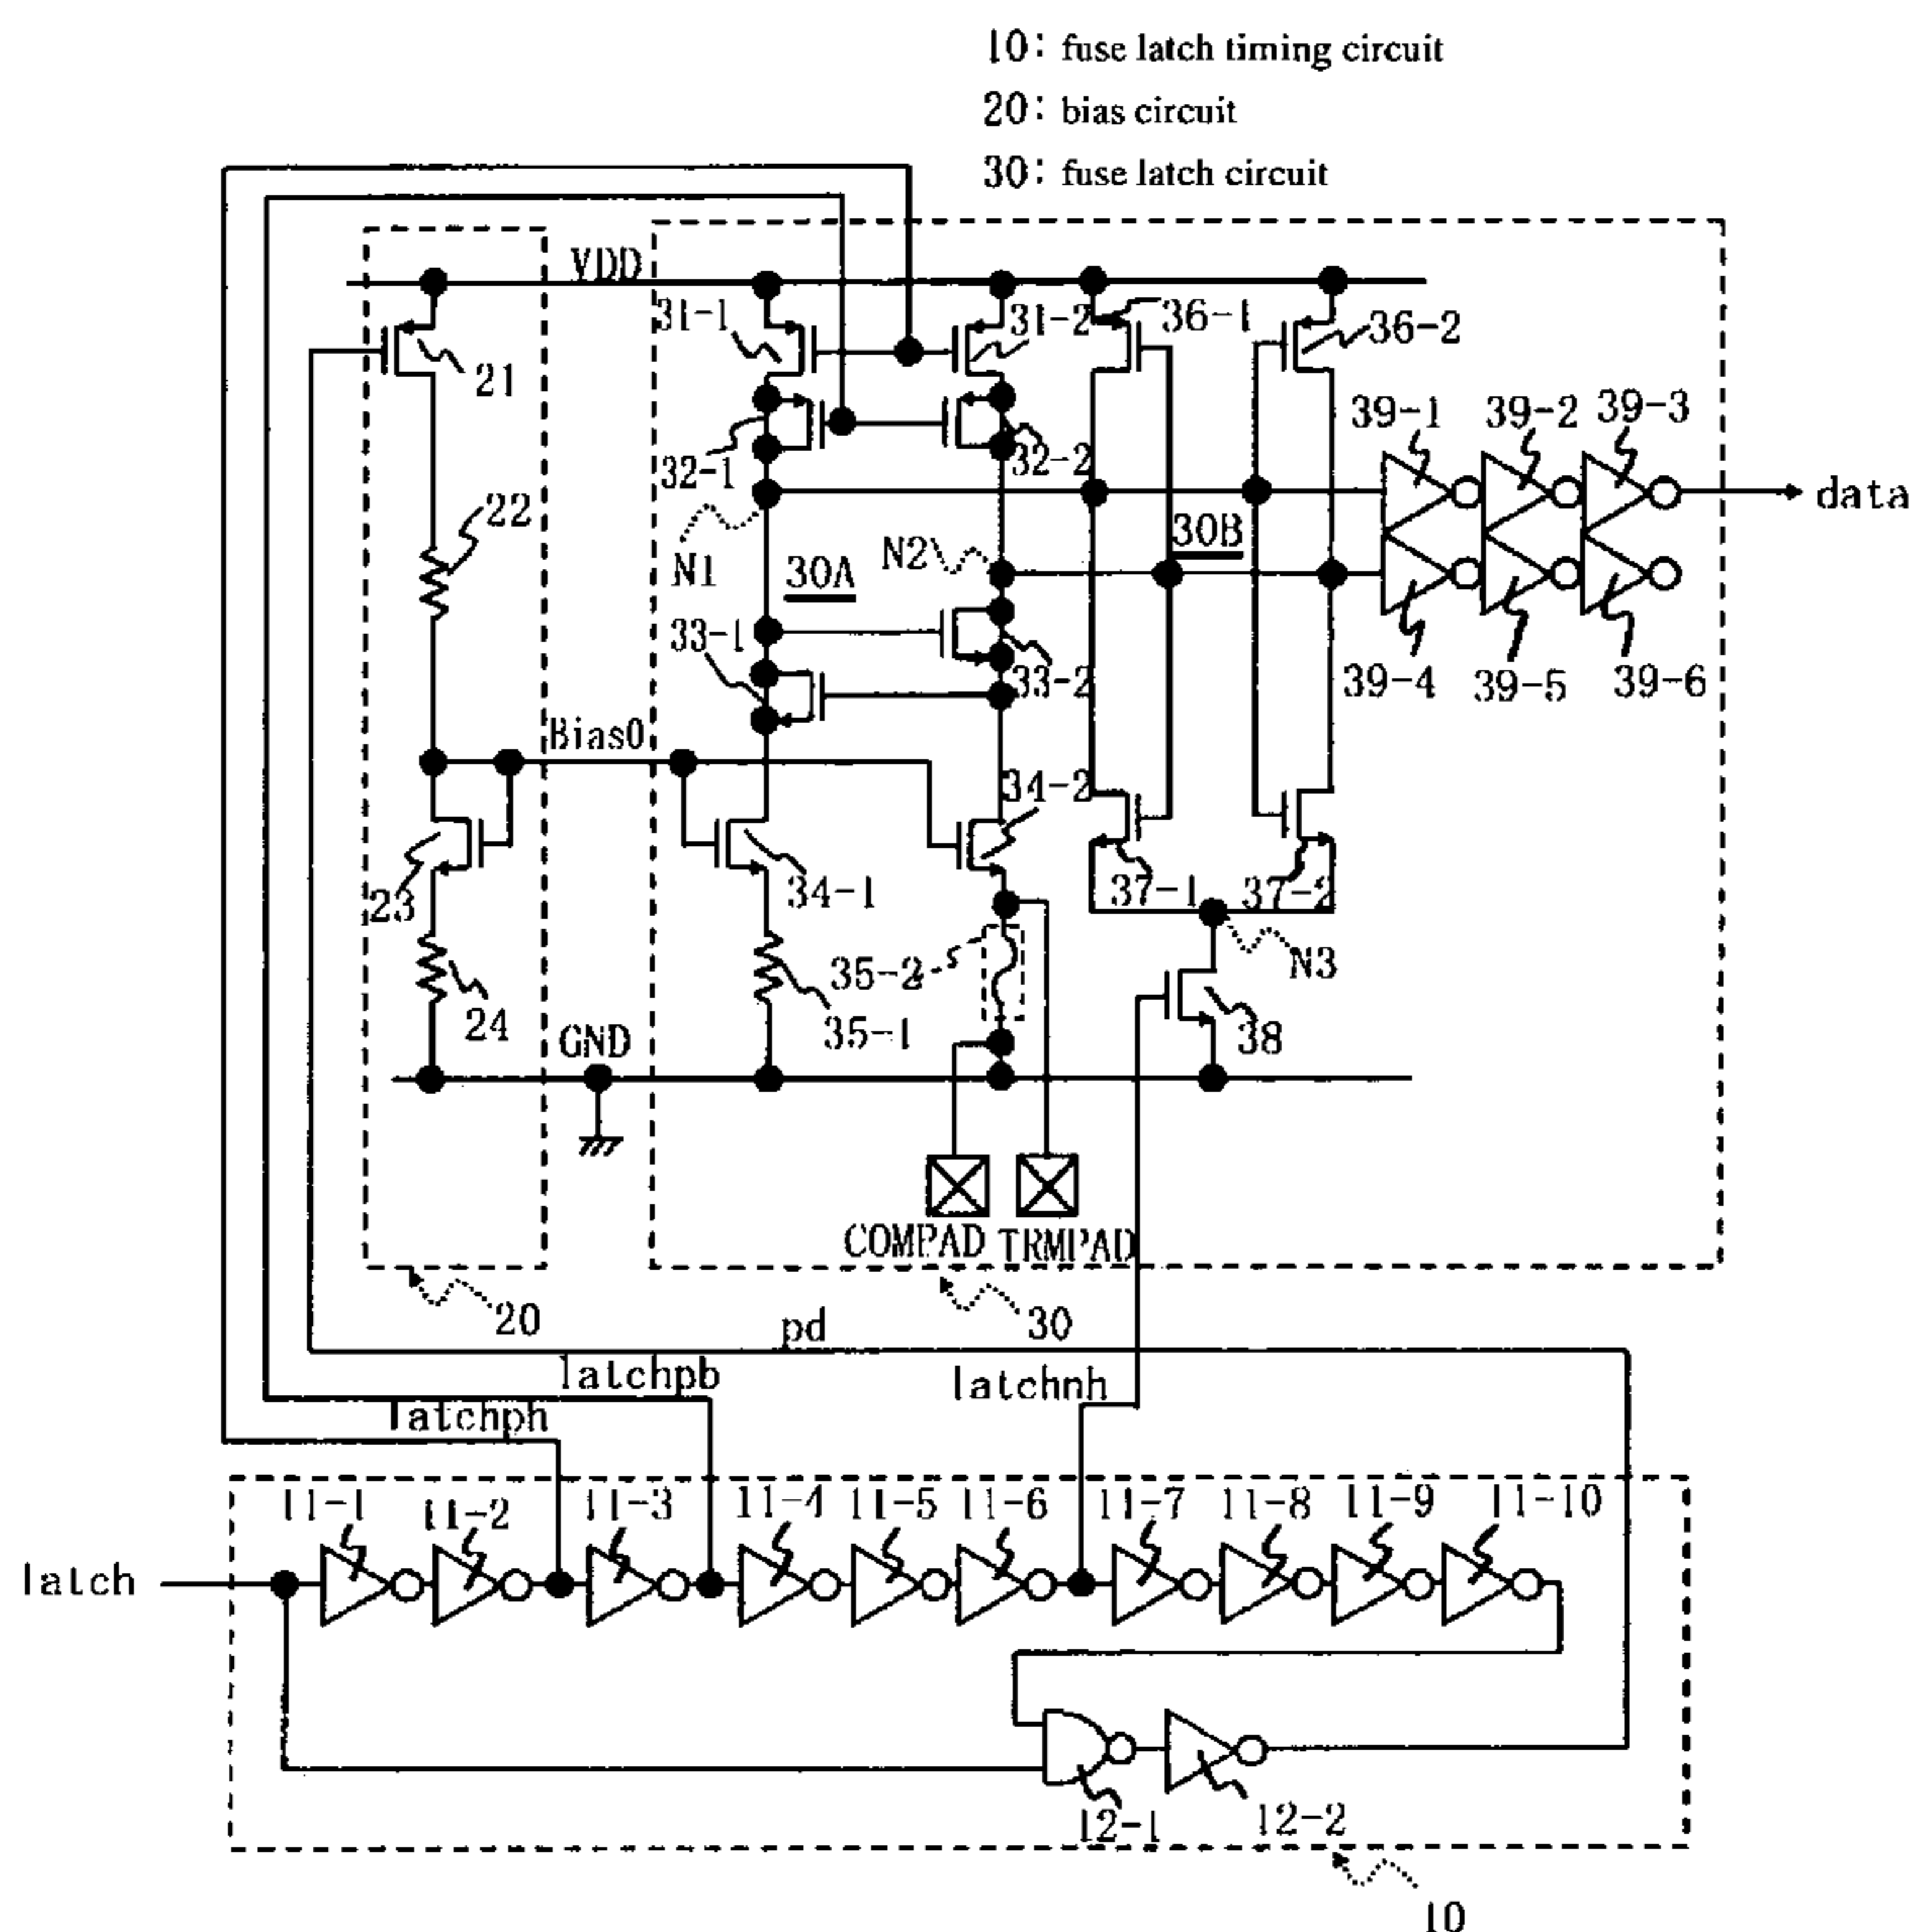 10: fuse latch timing circuit
20: bias circuit
30: fuse latch circuit
VDD
31-1
31-2
36-1
36-2
21
39-1
39-2
39-3
32-1
32-2
22
data
N1
30A
N2
30B
33-1
33-2
39-4
39-5
39-6
Bias0
34-2
23
34-1
37-1
37-2
35-2
N3
24
35-1
38
GND
COMPAD
TRMPAD
20
30
pd
latchpb
latchnh
latchph
11-1
11-2
11-3
11-4
11-5
11-6
11-7
11-8
11-9
11-10
latch
12-1
12-2
10